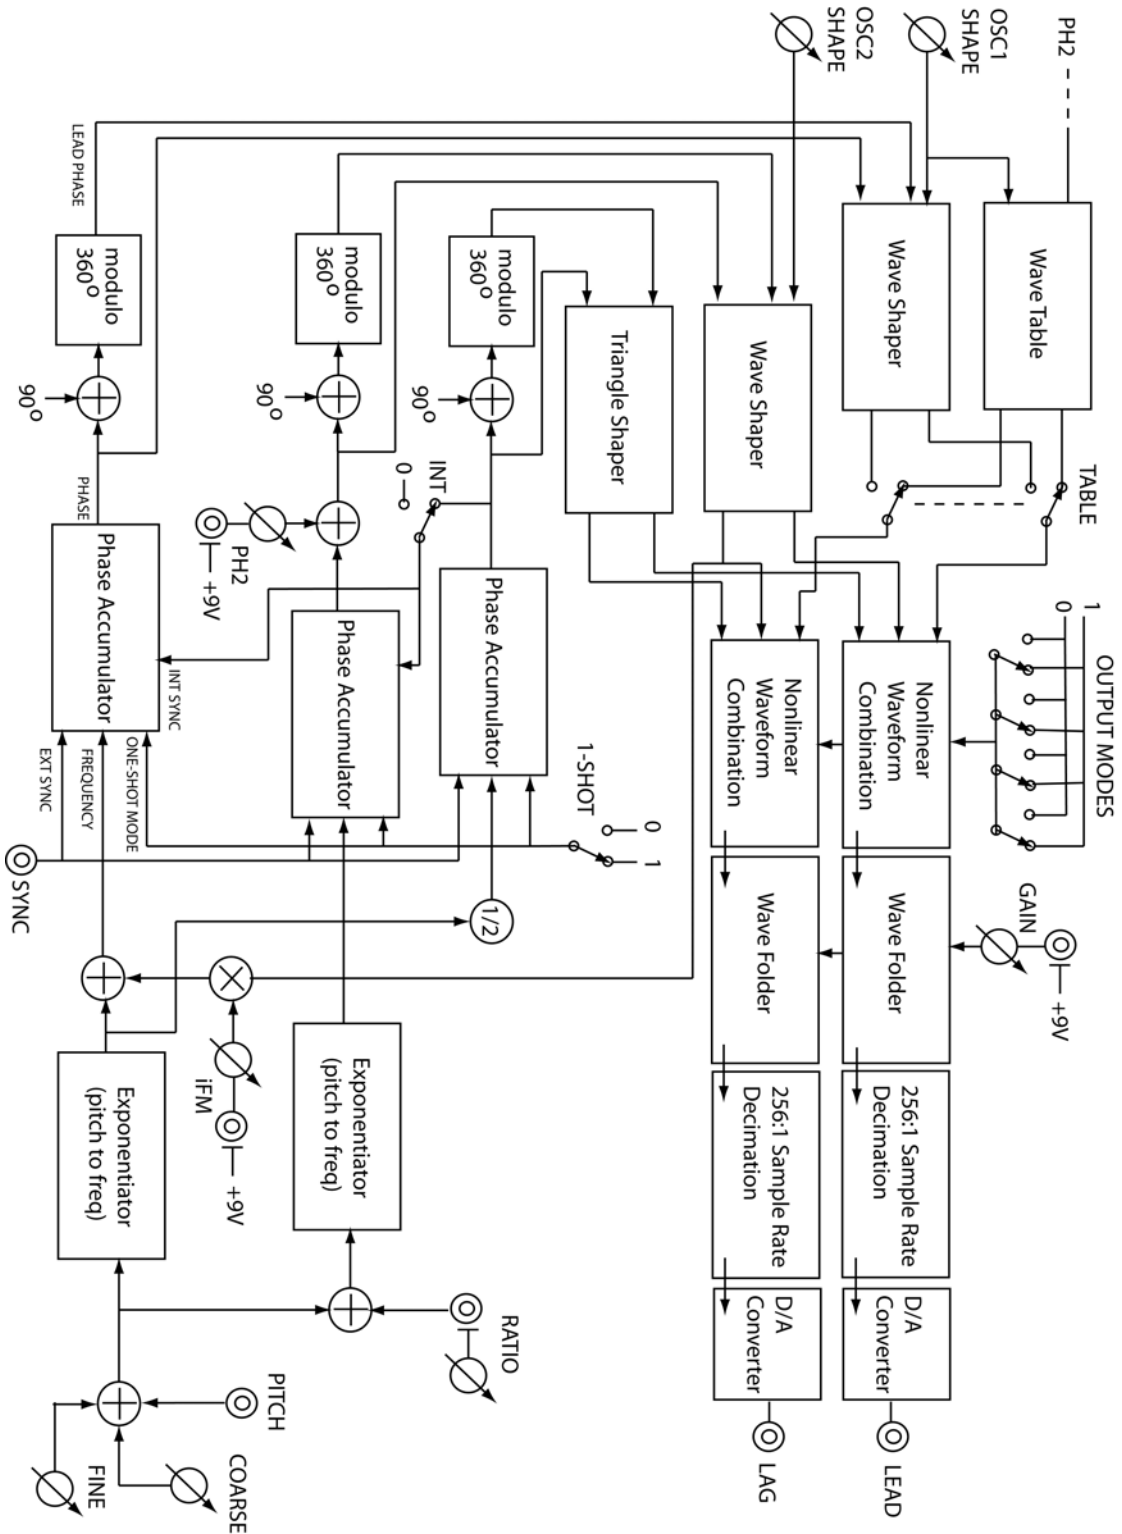 PH2
OSC1
SHAPE
OSC2
SHAPE
LEAD PHASE
modulo
360°
modulo
360°
modulo
360°
90°
90°
90°
Wave Table
Wave Shaper
Wave Shaper
Triangle Shaper
TABLE
INT
0
PH2
+9V
PHASE
Phase Accumulator
Phase Accumulator
Phase Accumulator
INT SYNC
ONE-SHOT MODE
FREQUENCY
EXT SYNC
SYNC
1-SHOT
0
1
1
0
OUTPUT MODES
Nonlinear
Waveform
Combination
Nonlinear
Waveform
Combination
GAIN
+9V
Wave Folder
Wave Folder
1/2
iFM
+9V
Exponentiator
(pitch to freq)
Exponentiator
(pitch to freq)
256:1 Sample Rate
Decimation
256:1 Sample Rate
Decimation
D/A
Converter
D/A
Converter
LEAD
LAG
RATIO
PITCH
COARSE
FINE